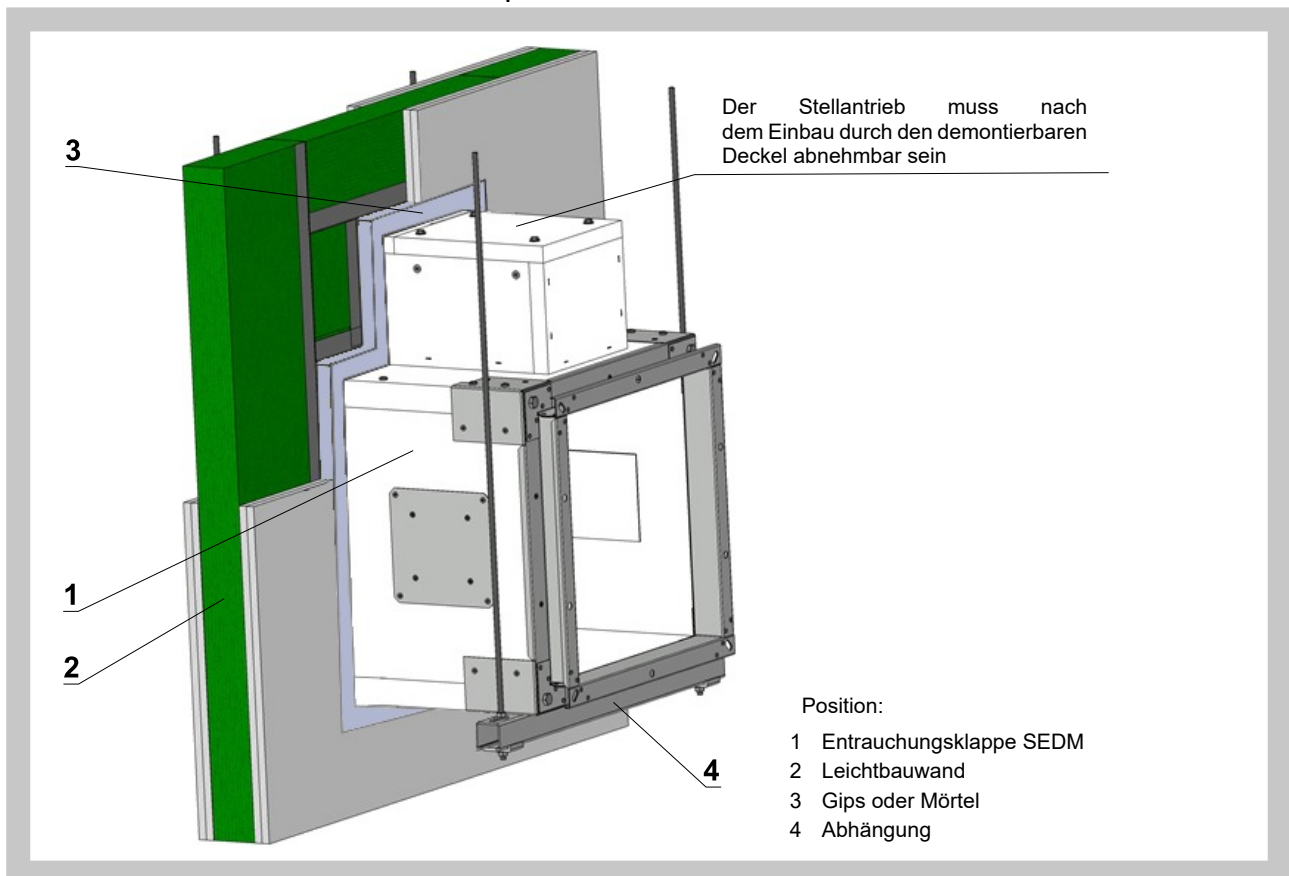 Der Stellantrieb muss nach
dem Einbau durch den demontierbaren
Deckel abnehmbar sein
3
1
2
4
Position:
1 Entrauchungsklappe SEDM
2 Leichtbauwand
3 Gips oder Mörtel
4 Abhängung